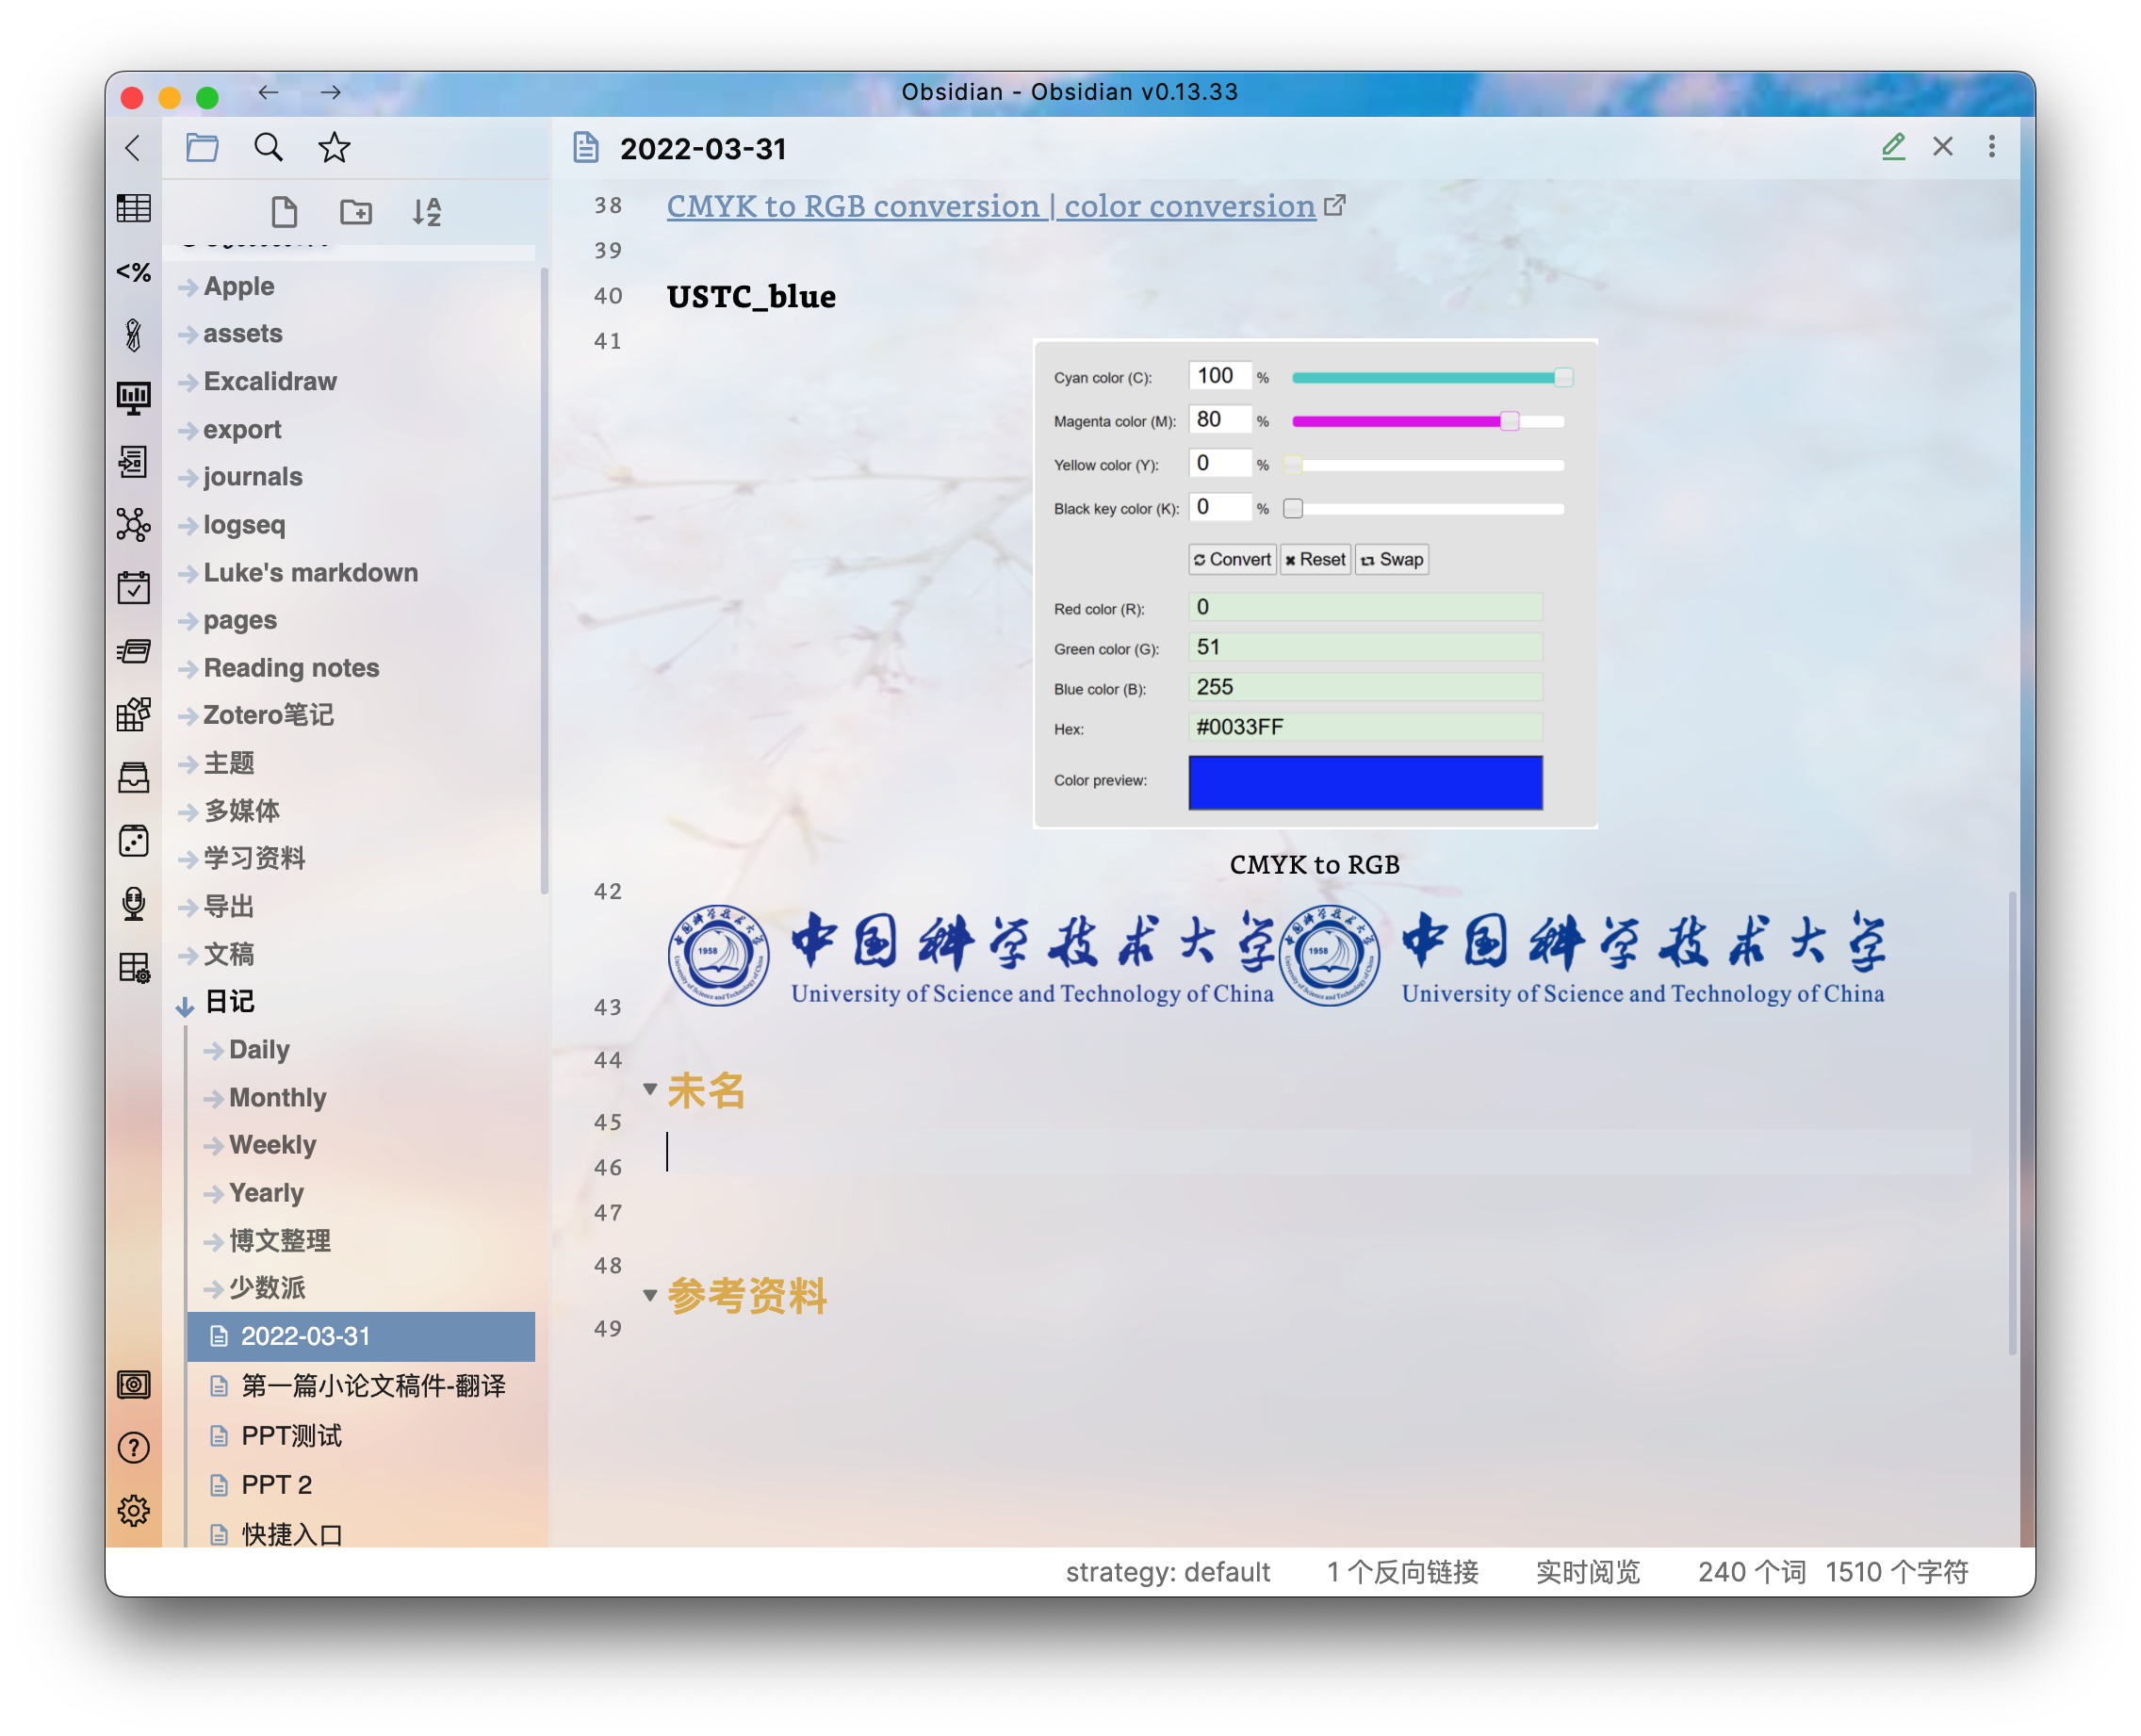 Obsidian - Obsidian v0.13.33
<%
Apple
assets
Excalidraw
export
journals
logseq
Luke's markdown
pages
Reading notes
Zotero笔记
主题
多媒体
学习资料
导出
文稿
日记
Daily
Monthly
Weekly
Yearly
博文整理
少数派
2022-03-31
第一篇小论文稿件-翻译
PPT测试
PPT 2
快捷入口
2022-03-31
38 CMYK to RGB conversion | color conversion
39
40 USTC_blue
41
Cyan color (C): 100 %
Magenta color (M): 80 %
Yellow color (Y): 0 %
Black key color (K): 0 %
Convert Reset Swap
Red color (R): 0
Green color (G): 51
Blue color (B): 255
Hex: #0033FF
Color preview:
CMYK to RGB
42
1958 中国科学技术大学 1958 中国科学技术大学
University of Science and Technology of China University of Science and Technology of China
43
44
未名
45
46
47
48
参考资料
49
strategy: default 1 个反向链接 实时阅览 240 个词 1510 个字符